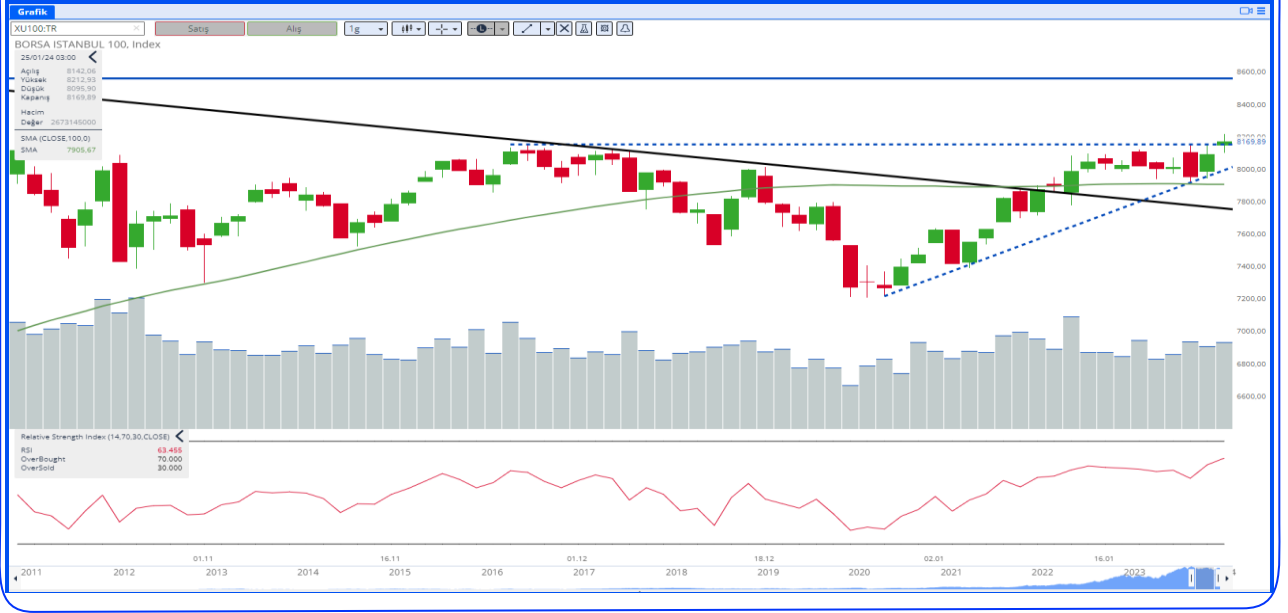 Grafik
XU100:TR
Satış
Alış
1g
BORSA ISTANBUL 100, Index
25/01/24 03:00
Açılış 8142,06
Yüksek 8212,93
Düşük 8095,90
Kapanış 8169,89
Hacim
Değer 2673145000
SMA (CLOSE,100,0)
SMA 7905,67
8600,00
8400,00
8200,00
8169,89
8000,00
7800,00
7600,00
7400,00
7200,00
7000,00
6800,00
6600,00
Relative Strength Index (14,70,30,CLOSE)
RSI 63.455
OverBought 70.000
OverSold 30.000
01.11 16.11 01.12 18.12 02.01 16.01
2011 2012 2013 2014 2015 2016 2017 2018 2019 2020 2021 2022 2023